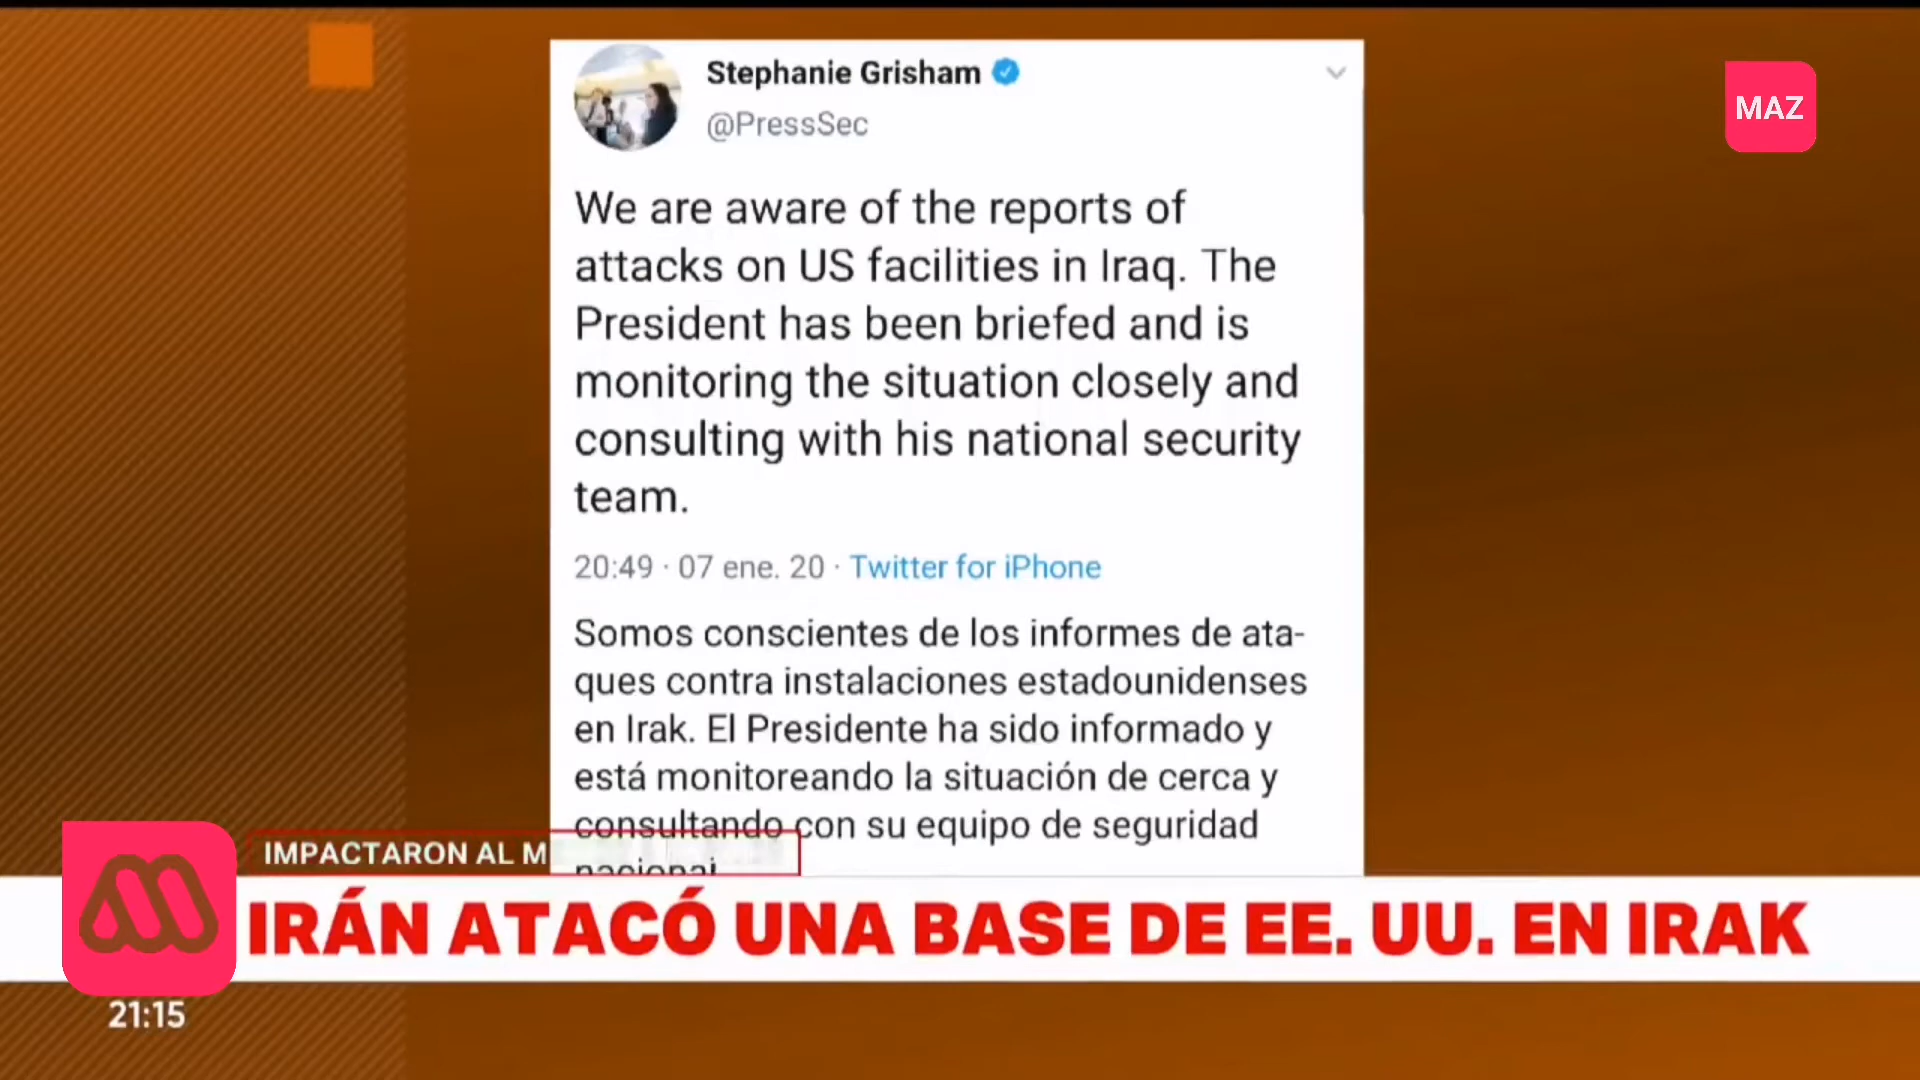 Stephanie Grisham
@PressSec
MAZ
We are aware of the reports of
attacks on US facilities in Iraq. The
President has been briefed and is
monitoring the situation closely and
consulting with his national security
team.
20:49 · 07 ene. 20 · Twitter for iPhone
Somos conscientes de los informes de ata-
ques contra instalaciones estadounidenses
en Irak. El Presidente ha sido informado y
está monitoreando la situación de cerca y
consultando con su equipo de seguridad
nacional
IMPACTARON AL M
IRÁN ATACÓ UNA BASE DE EE. UU. EN IRAK
21:15